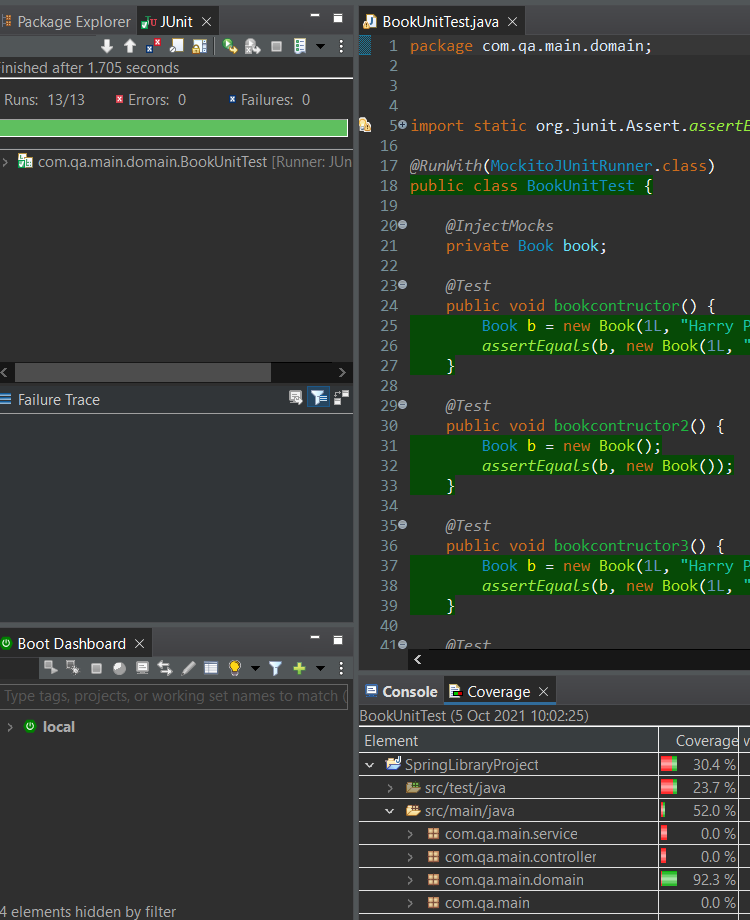 Package Explorer JUnit
inished after 1.705 seconds
Runs: 13/13 Errors: 0 Failures: 0
com.qa.main.domain.BookUnitTest [Runner: JUn
Failure Trace
Boot Dashboard
Type tags, projects, or working set names to match (
local
4 elements hidden by filter
BookUnitTest.java
1 package com.qa.main.domain;
2
3
4
5 import static org.junit.Assert.assertE
16
17 @RunWith(MockitoJUnitRunner.class)
18 public class BookUnitTest {
19
20 @InjectMocks
21 private Book book;
22
23 @Test
24 public void bookcontructor() {
25 Book b = new Book(1L, "Harry P
26 assertEquals(b, new Book(1L, "
27 }
28
29 @Test
30 public void bookcontructor2() {
31 Book b = new Book();
32 assertEquals(b, new Book());
33 }
34
35 @Test
36 public void bookcontructor3() {
37 Book b = new Book(1L, "Harry P
38 assertEquals(b, new Book(1L, "
39 }
40
41 @Test
Console Coverage
BookUnitTest (5 Oct 2021 10:02:25)
Element Coverage
SpringLibraryProject 30.4 %
src/test/java 23.7 %
src/main/java 52.0 %
com.qa.main.service 0.0 %
com.qa.main.controller 0.0 %
com.qa.main.domain 92.3 %
com.qa.main 0.0 %